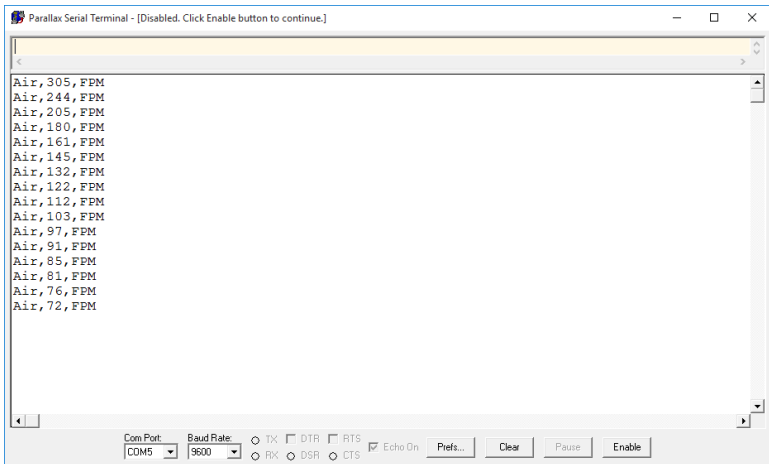 Parallax Serial Terminal - [Disabled. Click Enable button to continue.]
Air,305,FPM
Air,244,FPM
Air,205,FPM
Air,180,FPM
Air,161,FPM
Air,145,FPM
Air,132,FPM
Air,122,FPM
Air,112,FPM
Air,103,FPM
Air,97,FPM
Air,91,FPM
Air,85,FPM
Air,81,FPM
Air,76,FPM
Air,72,FPM
Com Port: Baud Rate: TX DTR RTS
COM5 9600 RX DSR CTS Echo On Prefs... Clear Pause Enable